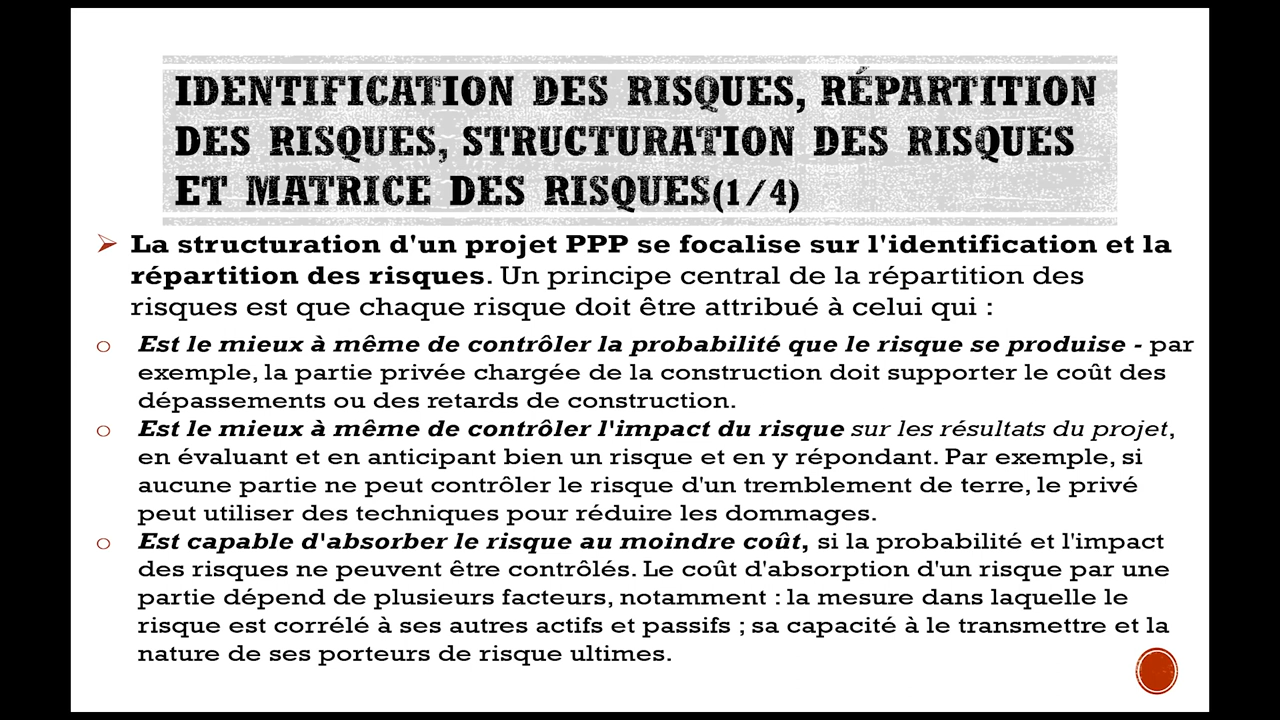 IDENTIFICATION DES RISQUES, RÉPARTITION
DES RISQUES, STRUCTURATION DES RISQUES
ET MATRICE DES RISQUES(1/4)
La structuration d'un projet PPP se focalise sur l'identification et la
répartition des risques. Un principe central de la répartition des
risques est que chaque risque doit être attribué à celui qui :
o Est le mieux à même de contrôler la probabilité que le risque se produise - par
exemple, la partie privée chargée de la construction doit supporter le coût des
dépassements ou des retards de construction.
o Est le mieux à même de contrôler l'impact du risque sur les résultats du projet,
en évaluant et en anticipant bien un risque et en y répondant. Par exemple, si
aucune partie ne peut contrôler le risque d'un tremblement de terre, le privé
peut utiliser des techniques pour réduire les dommages.
o Est capable d'absorber le risque au moindre coût, si la probabilité et l'impact
des risques ne peuvent être contrôlés. Le coût d'absorption d'un risque par une
partie dépend de plusieurs facteurs, notamment : la mesure dans laquelle le
risque est corrélé à ses autres actifs et passifs ; sa capacité à le transmettre et la
nature de ses porteurs de risque ultimes.